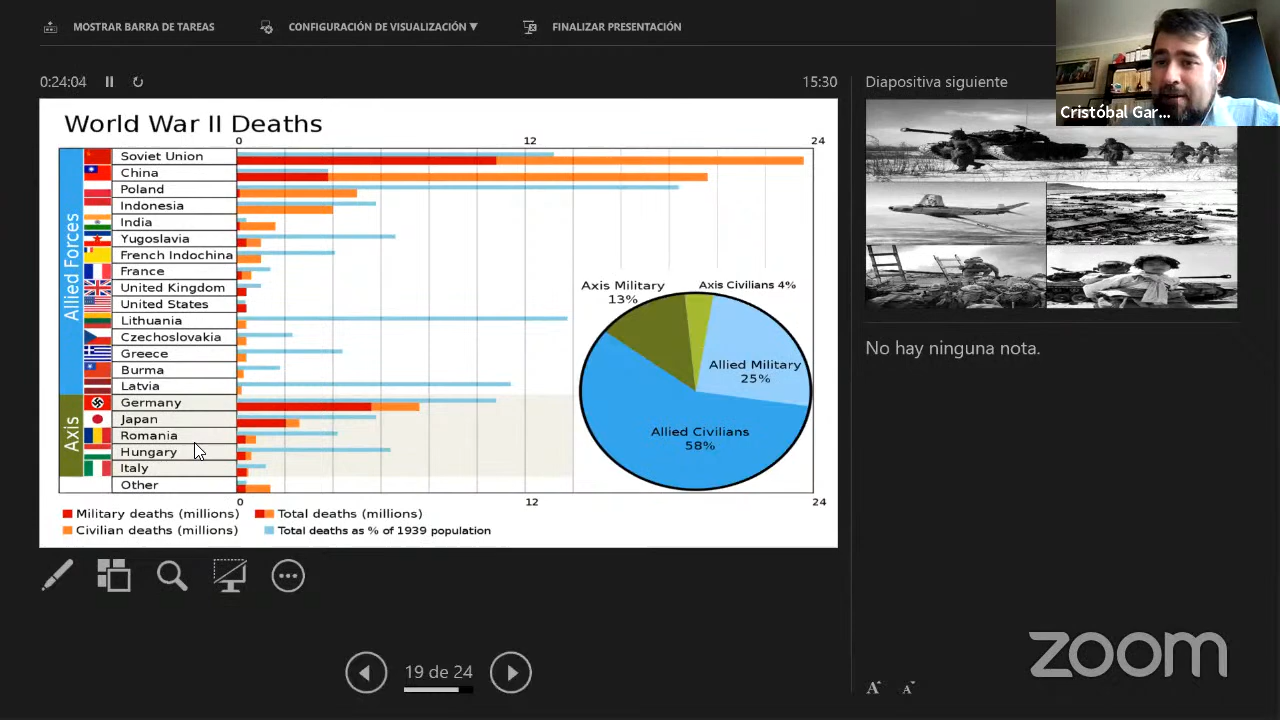 MOSTRAR BARRA DE TAREAS
CONFIGURACIÓN DE VISUALIZACIÓN ▼
FINALIZAR PRESENTACIÓN
0:24:04
15:30
Diapositiva siguiente
Cristóbal Gar...
World War II Deaths
0 12 24
Allied Forces
Soviet Union
China
Poland
Indonesia
India
Yugoslavia
French Indochina
France
United Kingdom
United States
Lithuania
Czechoslovakia
Greece
Burma
Latvia
Axis
Germany
Japan
Romania
Hungary
Italy
Other
0 12 24
Axis Military
13%
Axis Civilians 4%
Allied Military
25%
Allied Civilians
58%
Military deaths (millions)
Total deaths (millions)
Civilian deaths (millions)
Total deaths as % of 1939 population
No hay ninguna nota.
19 de 24
A A
zoom